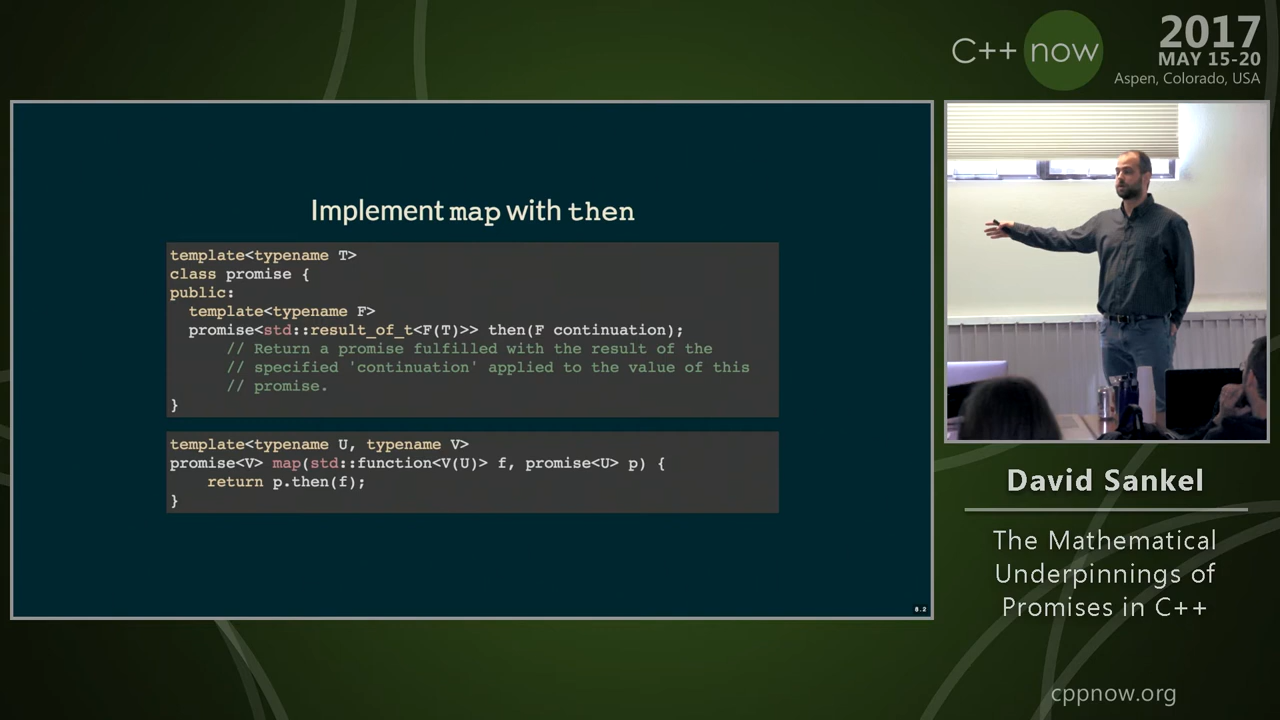 C++ now
2017
MAY 15-20
Aspen, Colorado, USA
Implement map with then
template<typename T>
class promise {
public:
  template<typename F>
  promise<std::result_of_t<F(T)>> then(F continuation);
      // Return a promise fulfilled with the result of the
      // specified 'continuation' applied to the value of this
      // promise.
}
template<typename U, typename V>
promise<V> map(std::function<V(U)> f, promise<U> p) {
    return p.then(f);
}
8.2
David Sankel
The Mathematical
Underpinnings of
Promises in C++
cppnow.org